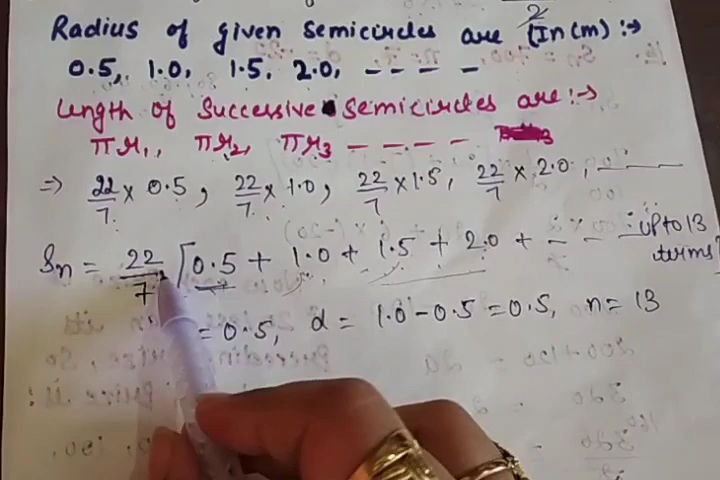 2
Radius of given semicircles are (In cm) :→
0.5, 1.0, 1.5, 2.0, – – – –
Length of Successive Semicircles are :→
πr₁, πr₂, πr₃ – – – –
⇒ 22/7 × 0.5, 22/7 × 1.0, 22/7 × 1.5, 22/7 × 2.0,
Sn = 22/7 [0.5 + 1.0 + 1.5 + 2.0 + – – – up to 13 terms]
= 0.5, d = 1.0 – 0.5 = 0.5, n = 13